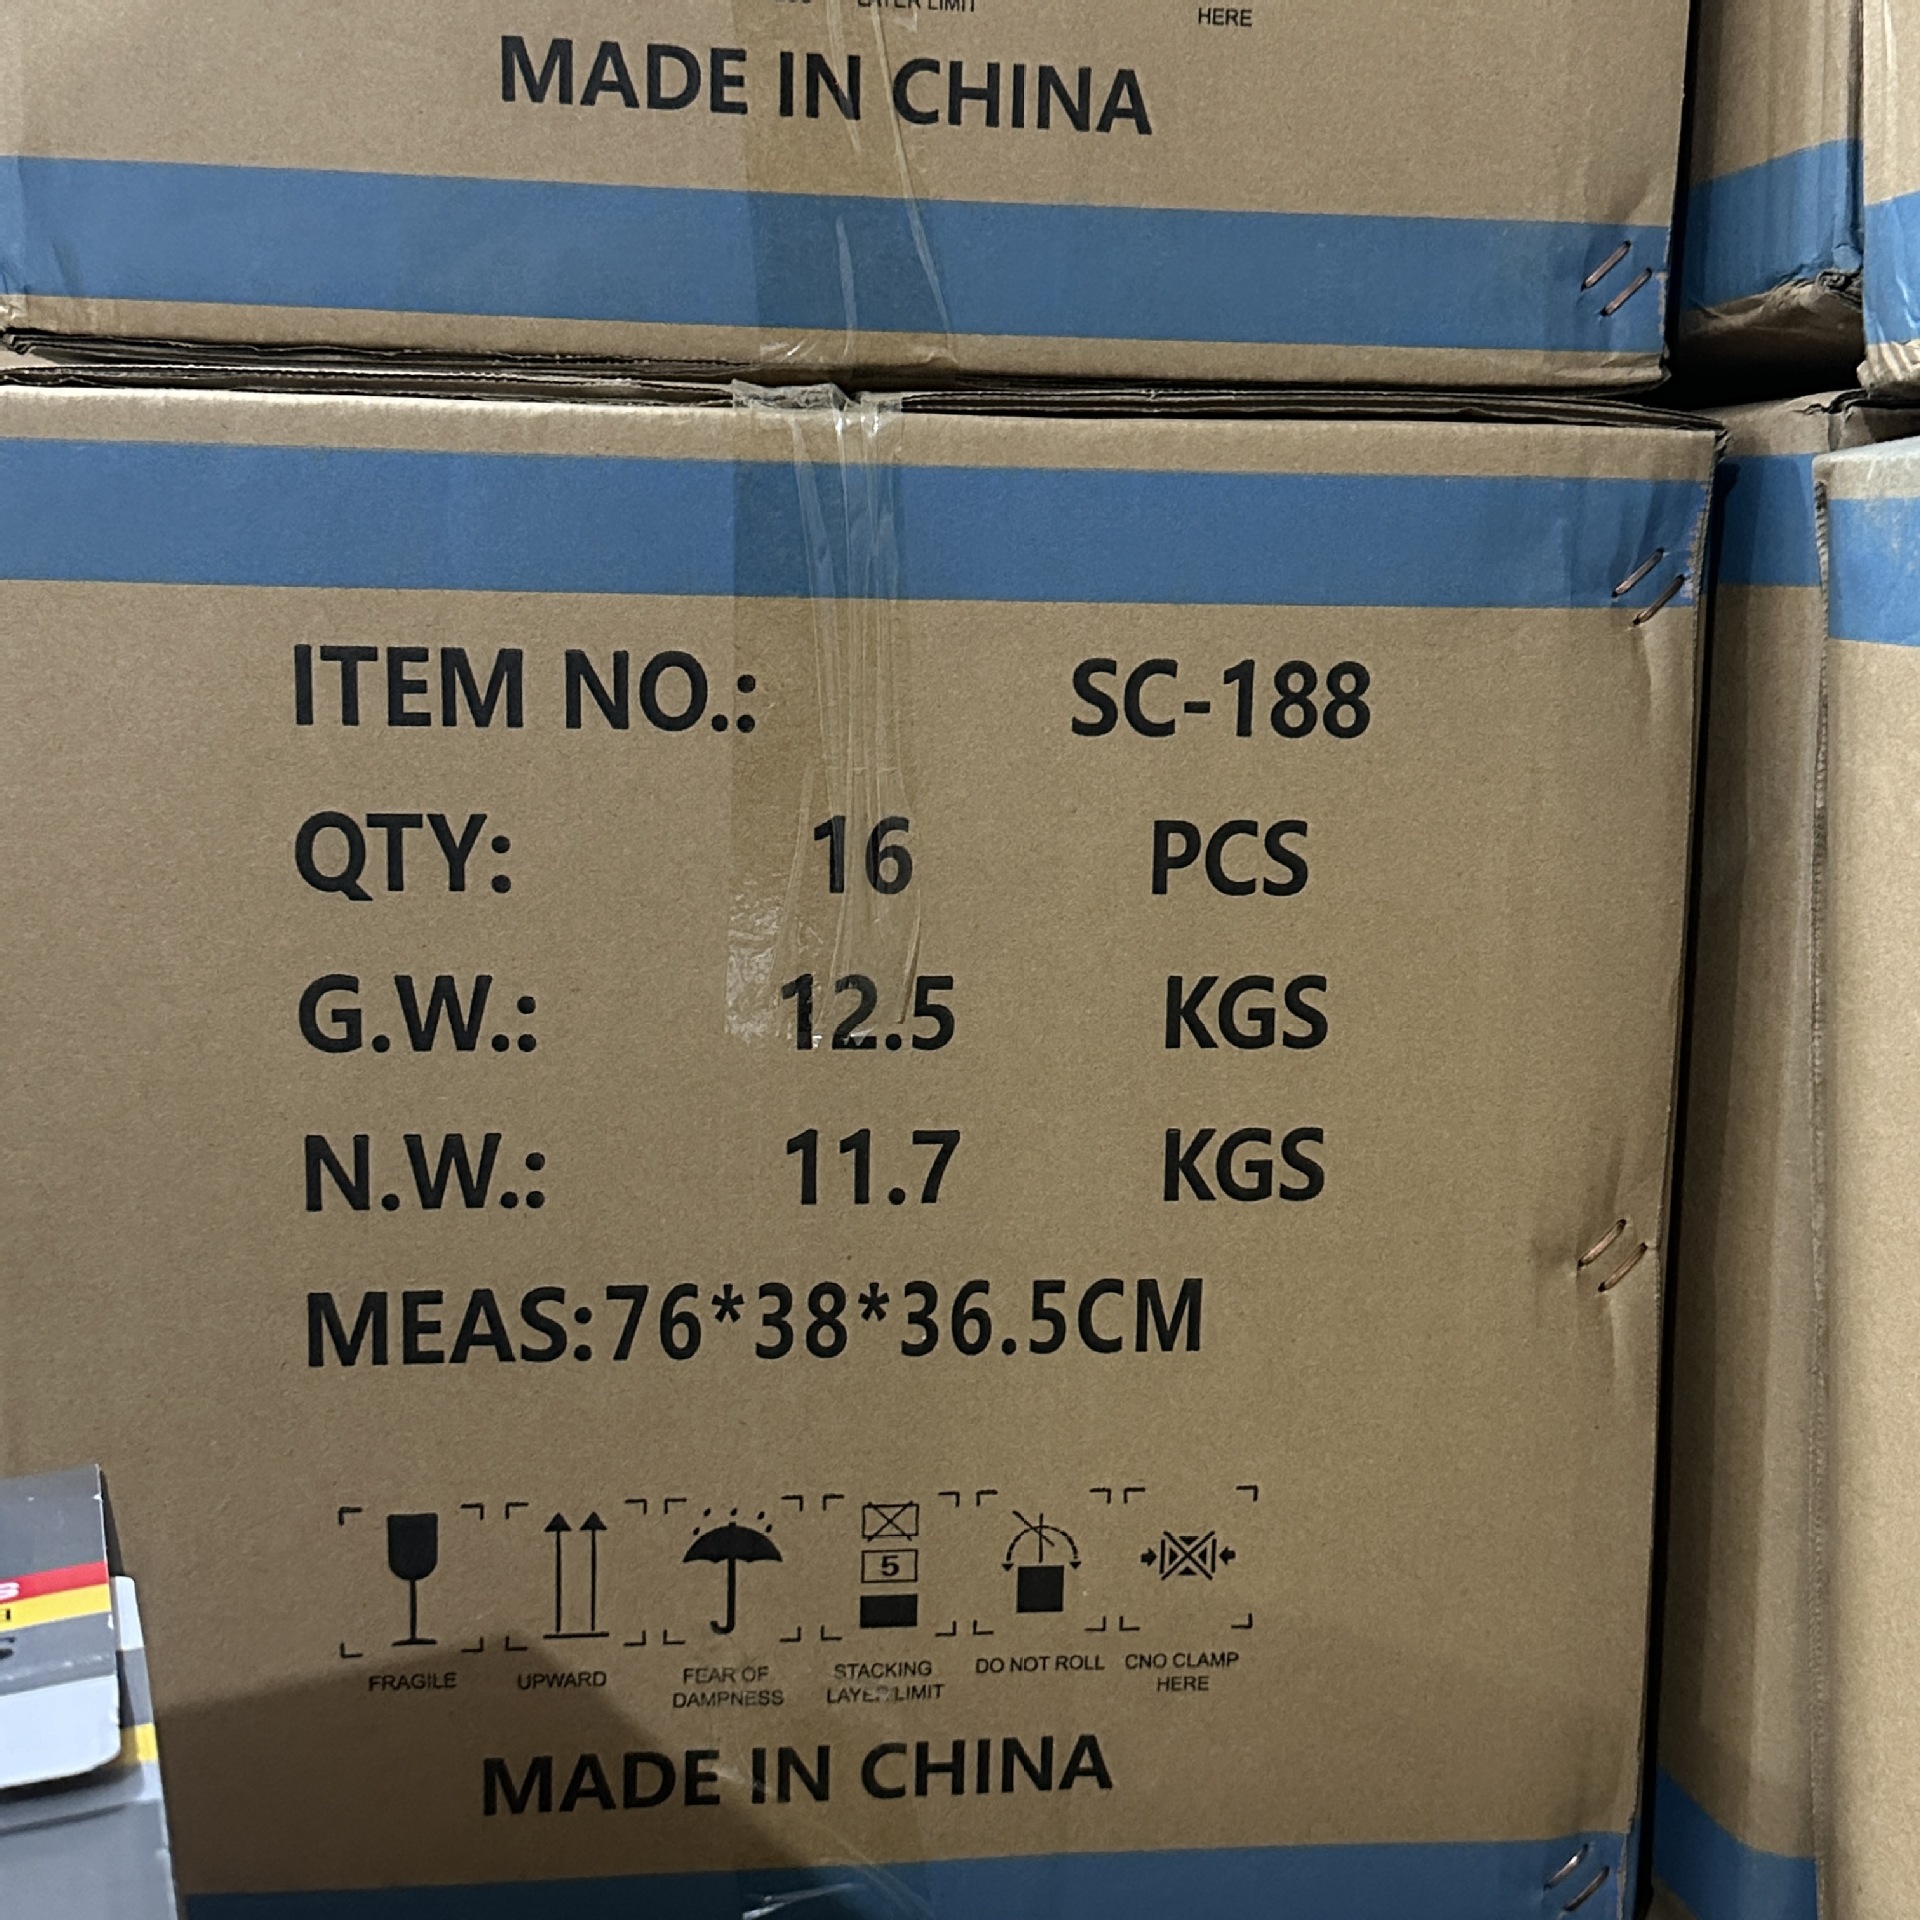 LAYER LIMIT
HERE
MADE IN CHINA
ITEM NO.: SC-188
QTY: 16 PCS
G.W.: 12.5 KGS
N.W.: 11.7 KGS
MEAS:76*38*36.5CM
5
FRAGILE UPWARD FEAR OF DAMPNESS STACKING LAYER LIMIT DO NOT ROLL CNO CLAMP HERE
MADE IN CHINA